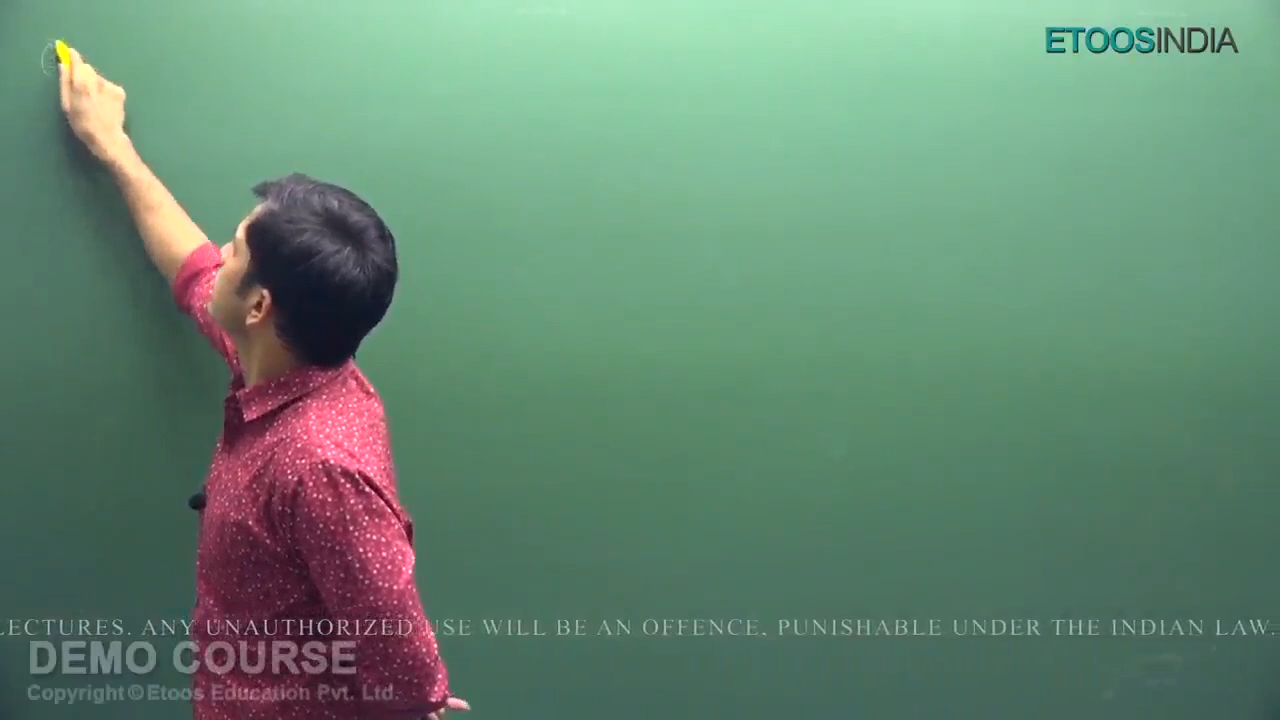 ETOOSINDIA
LECTURES. ANY UNAUTHORIZED USE WILL BE AN OFFENCE, PUNISHABLE UNDER THE INDIAN LAW.
DEMO COURSE
Copyright © Etoos Education Pvt. Ltd.